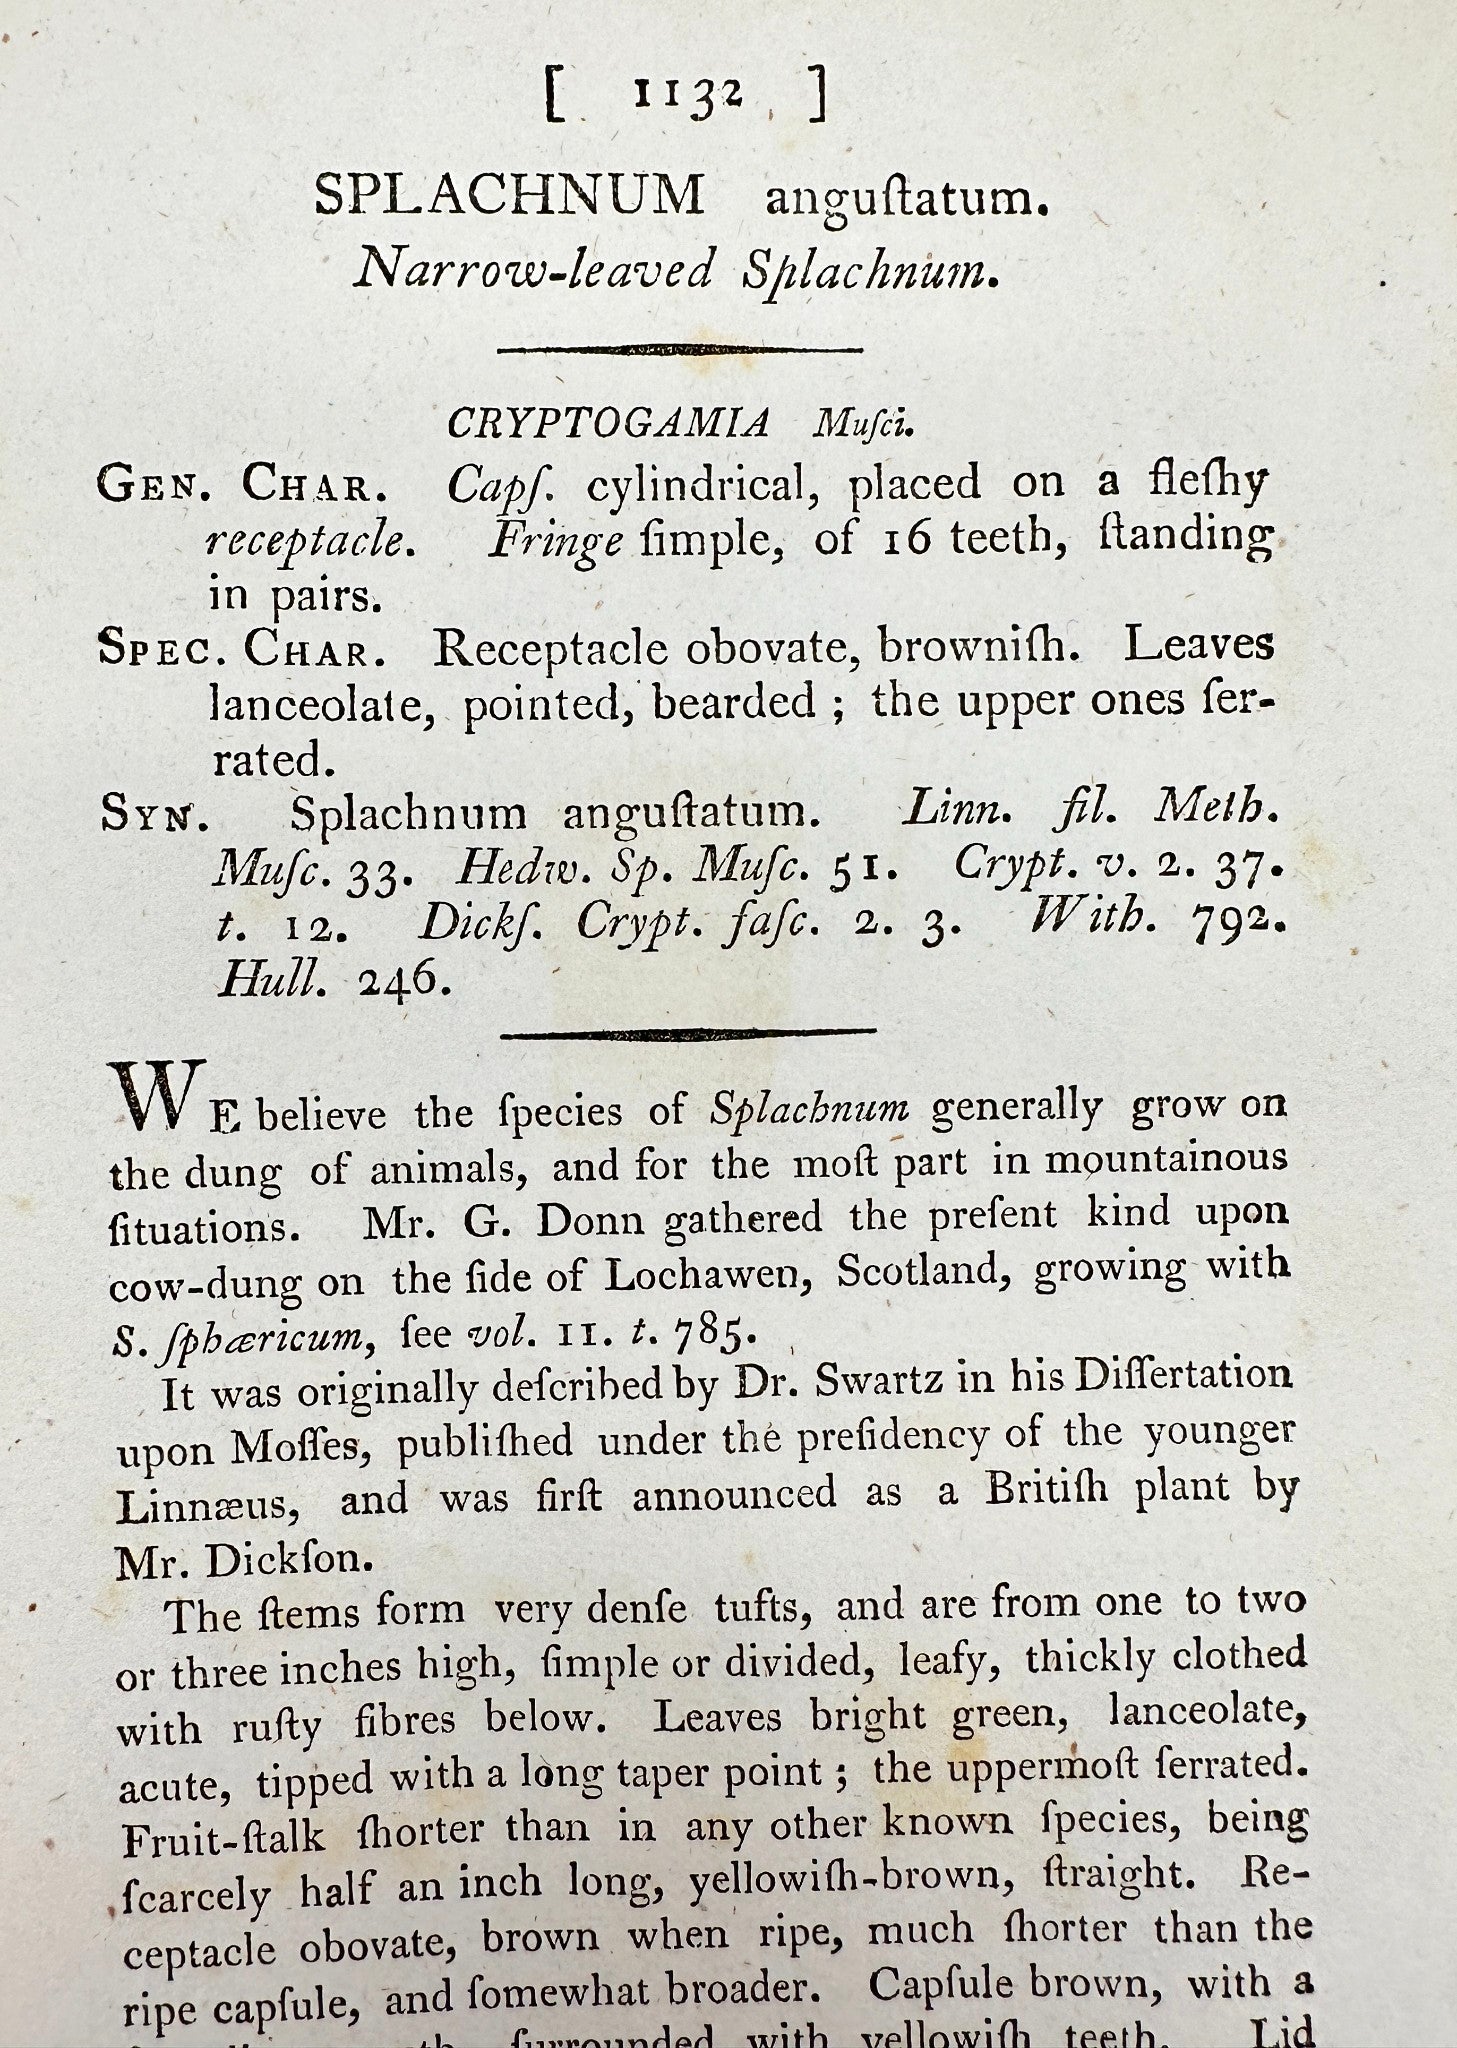 [ 1132 ]
SPLACHNUM anguſtatum.
Narrow-leaved Splachnum.
CRYPTOGAMIA Muſci.
GEN. CHAR. Capſ. cylindrical, placed on a fleſhy
receptacle. Fringe ſimple, of 16 teeth, ſtanding
in pairs.
SPEC. CHAR. Receptacle obovate, browniſh. Leaves
lanceolate, pointed, bearded ; the upper ones ſer-
rated.
SYN. Splachnum anguſtatum. Linn. fil. Meth.
Muſc. 33. Hedw. Sp. Muſc. 51. Crypt. v. 2. 37.
t. 12. Dickſ. Crypt. faſc. 2. 3. With. 792.
Hull. 246.
WE believe the ſpecies of Splachnum generally grow on
the dung of animals, and for the moſt part in mountainous
ſituations. Mr. G. Donn gathered the preſent kind upon
cow-dung on the ſide of Lochawen, Scotland, growing with
S. ſphæricum, ſee vol. 11. t. 785.
It was originally deſcribed by Dr. Swartz in his Diſſertation
upon Moſſes, publiſhed under the preſidency of the younger
Linnæus, and was firſt announced as a Britiſh plant by
Mr. Dickſon.
The ſtems form very denſe tufts, and are from one to two
or three inches high, ſimple or divided, leafy, thickly clothed
with ruſty fibres below. Leaves bright green, lanceolate,
acute, tipped with a long taper point ; the uppermoſt ſerrated.
Fruit-ſtalk ſhorter than in any other known ſpecies, being
ſcarcely half an inch long, yellowiſh-brown, ſtraight. Re-
ceptacle obovate, brown when ripe, much ſhorter than the
ripe capſule, and ſomewhat broader. Capſule brown, with a
ſurrounded with yellowiſh teeth. Lid